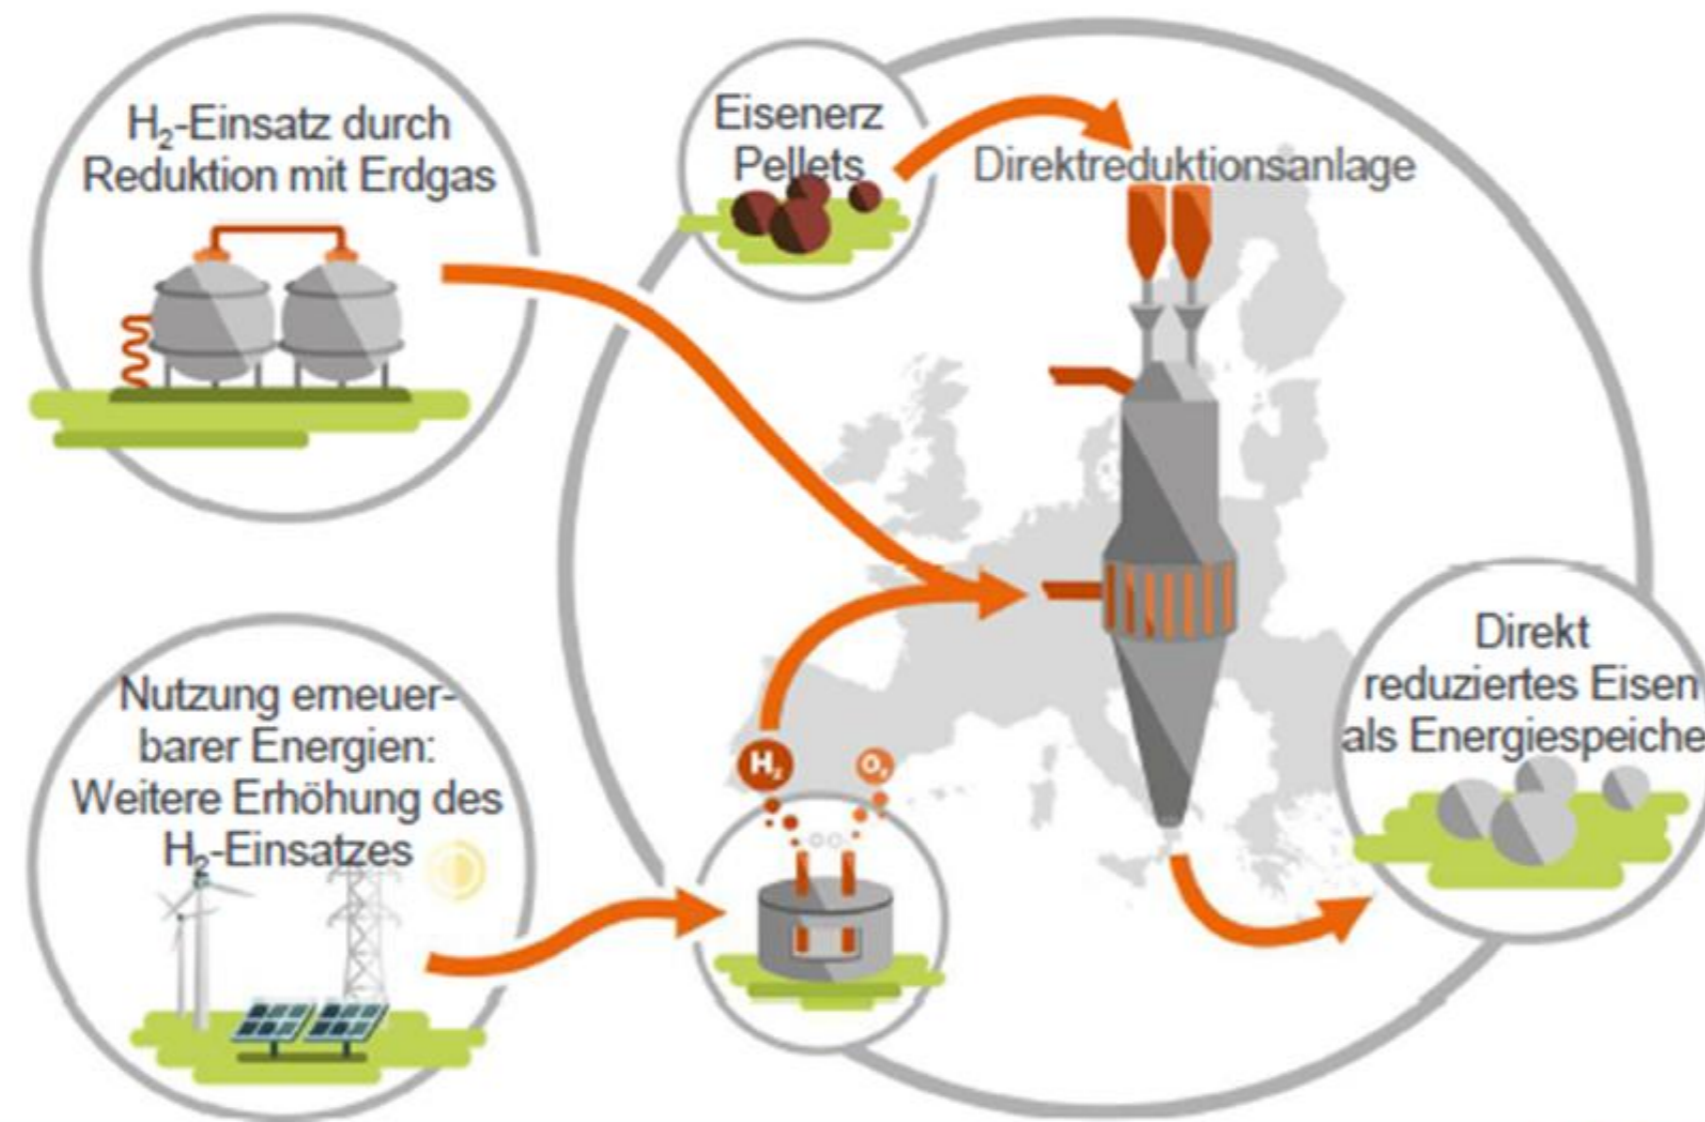 H₂-Einsatz durch
Reduktion mit Erdgas
Eisenerz
Pellets
Direktreduktionsanlage
Nutzung erneuer-
barer Energien:
Weitere Erhöhung des
H₂-Einsatzes
H₂
O₂
Direkt
reduziertes Eisen
als Energiespeiche